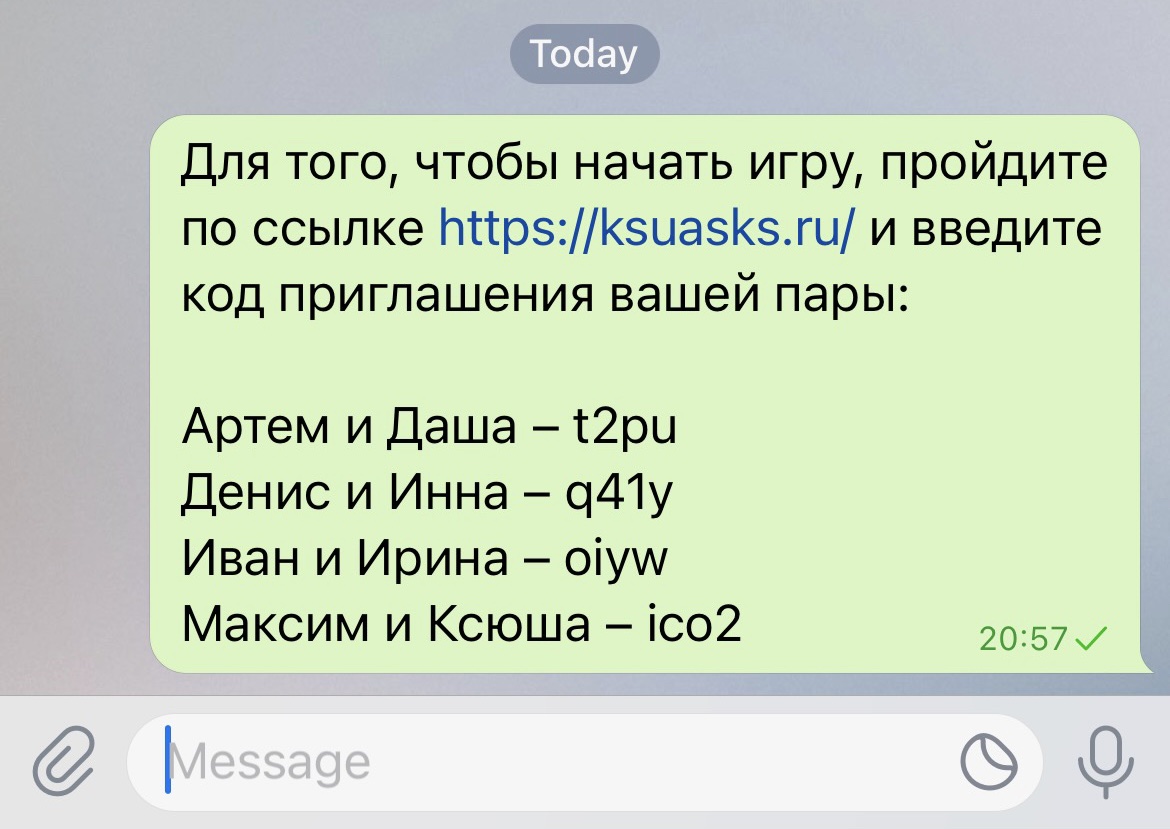 Today
Для того, чтобы начать игру, пройдите
по ссылке https://ksuasks.ru/ и введите
код приглашения вашей пары:
Артем и Даша – t2pu
Денис и Инна – q41y
Иван и Ирина – oiyw
Максим и Ксюша – ico2
20:57
Message